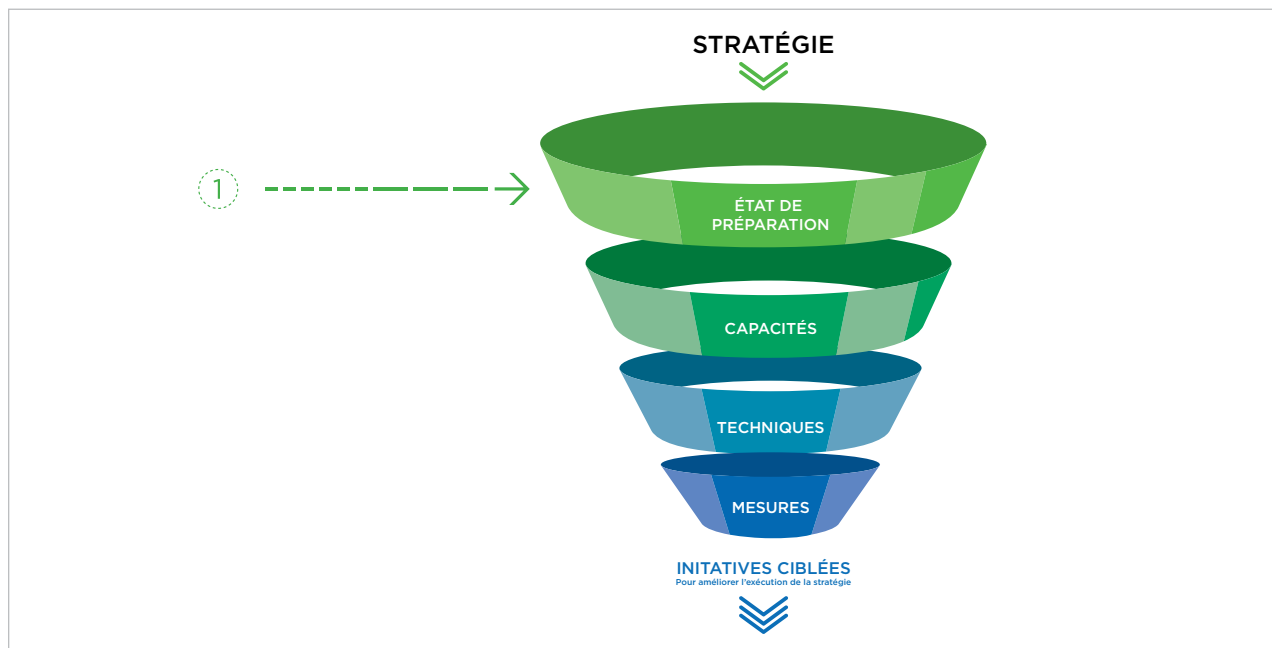 STRATÉGIE
1
ÉTAT DE
PRÉPARATION
CAPACITÉS
TECHNIQUES
MESURES
INITATIVES CIBLÉES
Pour améliorer l'exécution de la stratégie